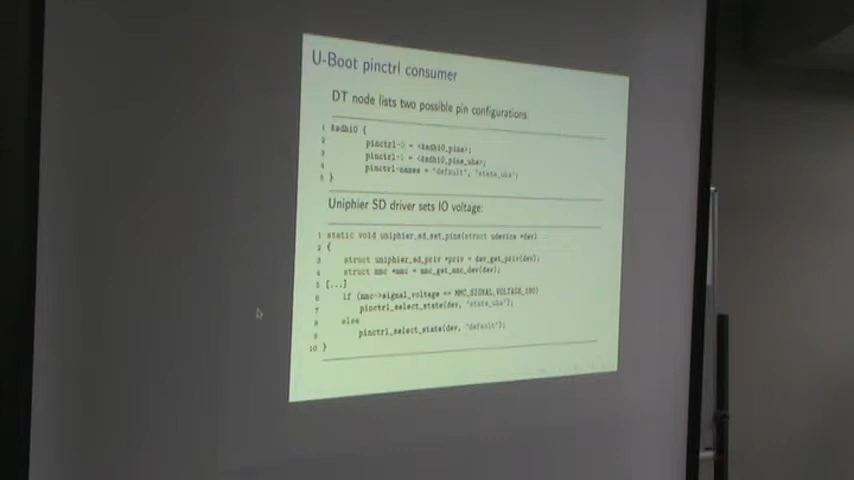 U-Boot pinctrl consumer
DT node lists two possible pin configurations:
1 &sdhi0 {
2 pinctrl-0 = <&sdhi0_pins>;
3 pinctrl-1 = <&sdhi0_pins_uhs>;
4 pinctrl-names = "default", "state_uhs";
5 }
Uniphier SD driver sets IO voltage:
1 static void uniphier_sd_set_pins(struct udevice *dev)
2 {
3 struct uniphier_sd_priv *priv = dev_get_priv(dev);
4 struct mmc *mmc = mmc_get_mmc_dev(dev);
5 [...]
6 if (mmc->signal_voltage == MMC_SIGNAL_VOLTAGE_180)
7 pinctrl_select_state(dev, "state_uhs");
8 else
9 pinctrl_select_state(dev, "default");
10 }